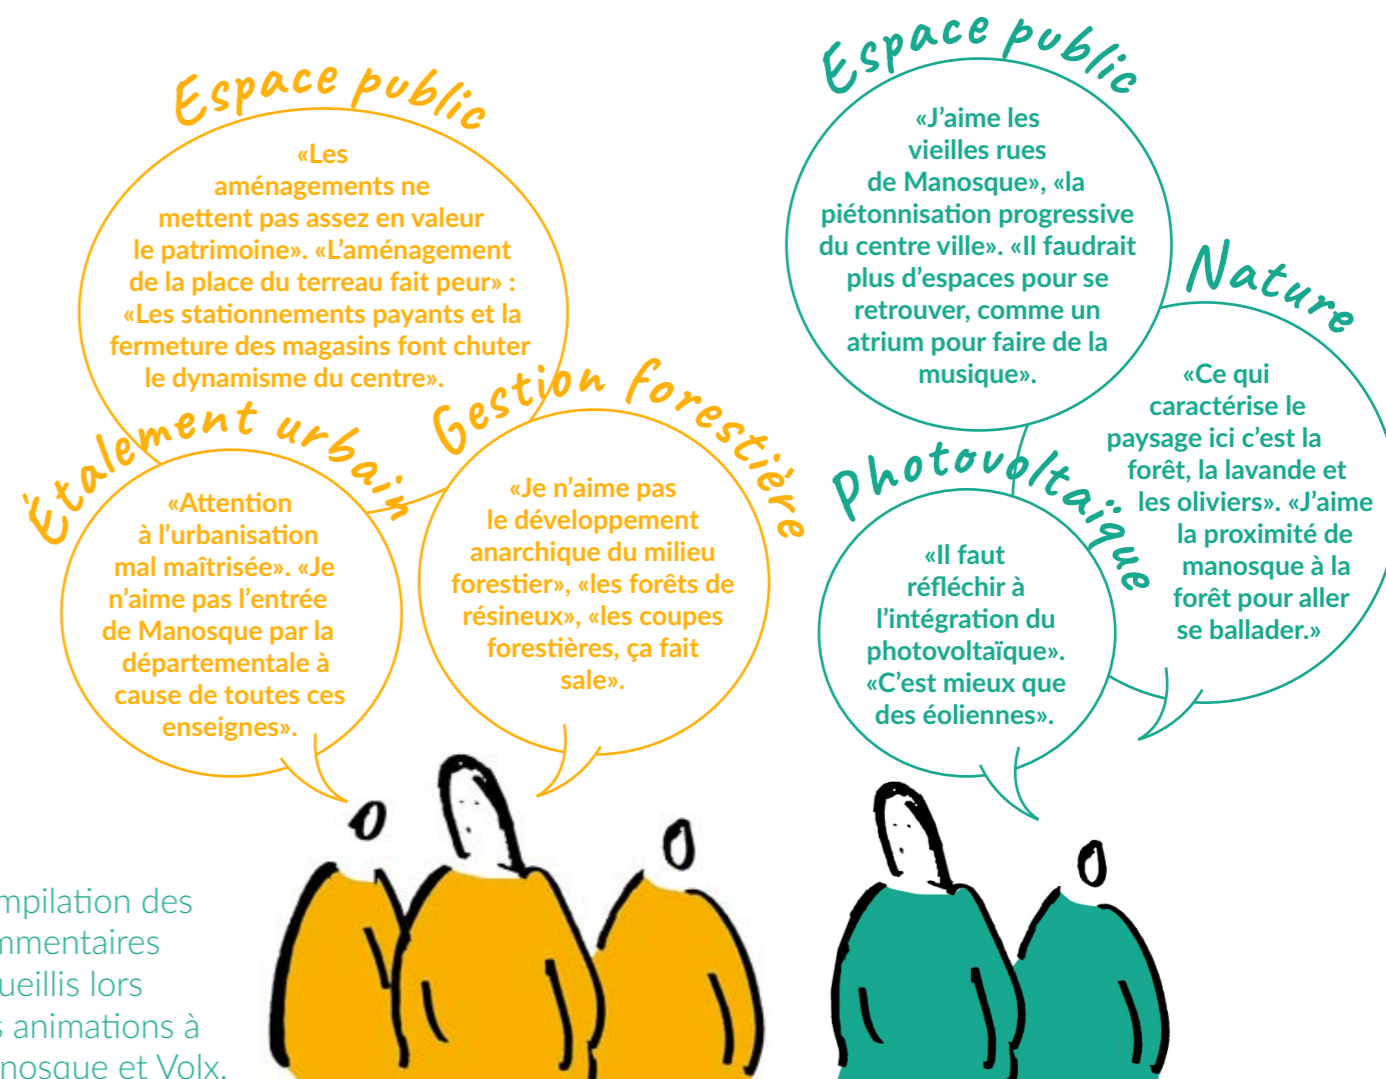 Espace public
«Les
aménagements ne
mettent pas assez en valeur
le patrimoine». «L’aménagement
de la place du terreau fait peur» :
«Les stationnements payants et la
fermeture des magasins font chuter
le dynamisme du centre».
Étalement urbain
«Attention
à l’urbanisation
mal maîtrisée». «Je
n’aime pas l’entrée
de Manosque par la
départementale à
cause de toutes ces
enseignes».
Gestion forestière
«Je n’aime pas
le développement
anarchique du milieu
forestier», «les forêts de
résineux», «les coupes
forestières, ça fait
sale».
Espace public
«J’aime les
vieilles rues
de Manosque», «la
piétonnisation progressive
du centre ville». «Il faudrait
plus d’espaces pour se
retrouver, comme un
atrium pour faire de la
musique».
Nature
«Ce qui
caractérise le
paysage ici c’est la
forêt, la lavande et
les oliviers». «J’aime
la proximité de
manosque à la
forêt pour aller
se ballader.»
Photovoltaïque
«Il faut
réfléchir à
l’intégration du
photovoltaïque».
«C’est mieux que
des éoliennes».
mpilation des
mmentaires
ueillis lors
s animations à
nosque et Volx.